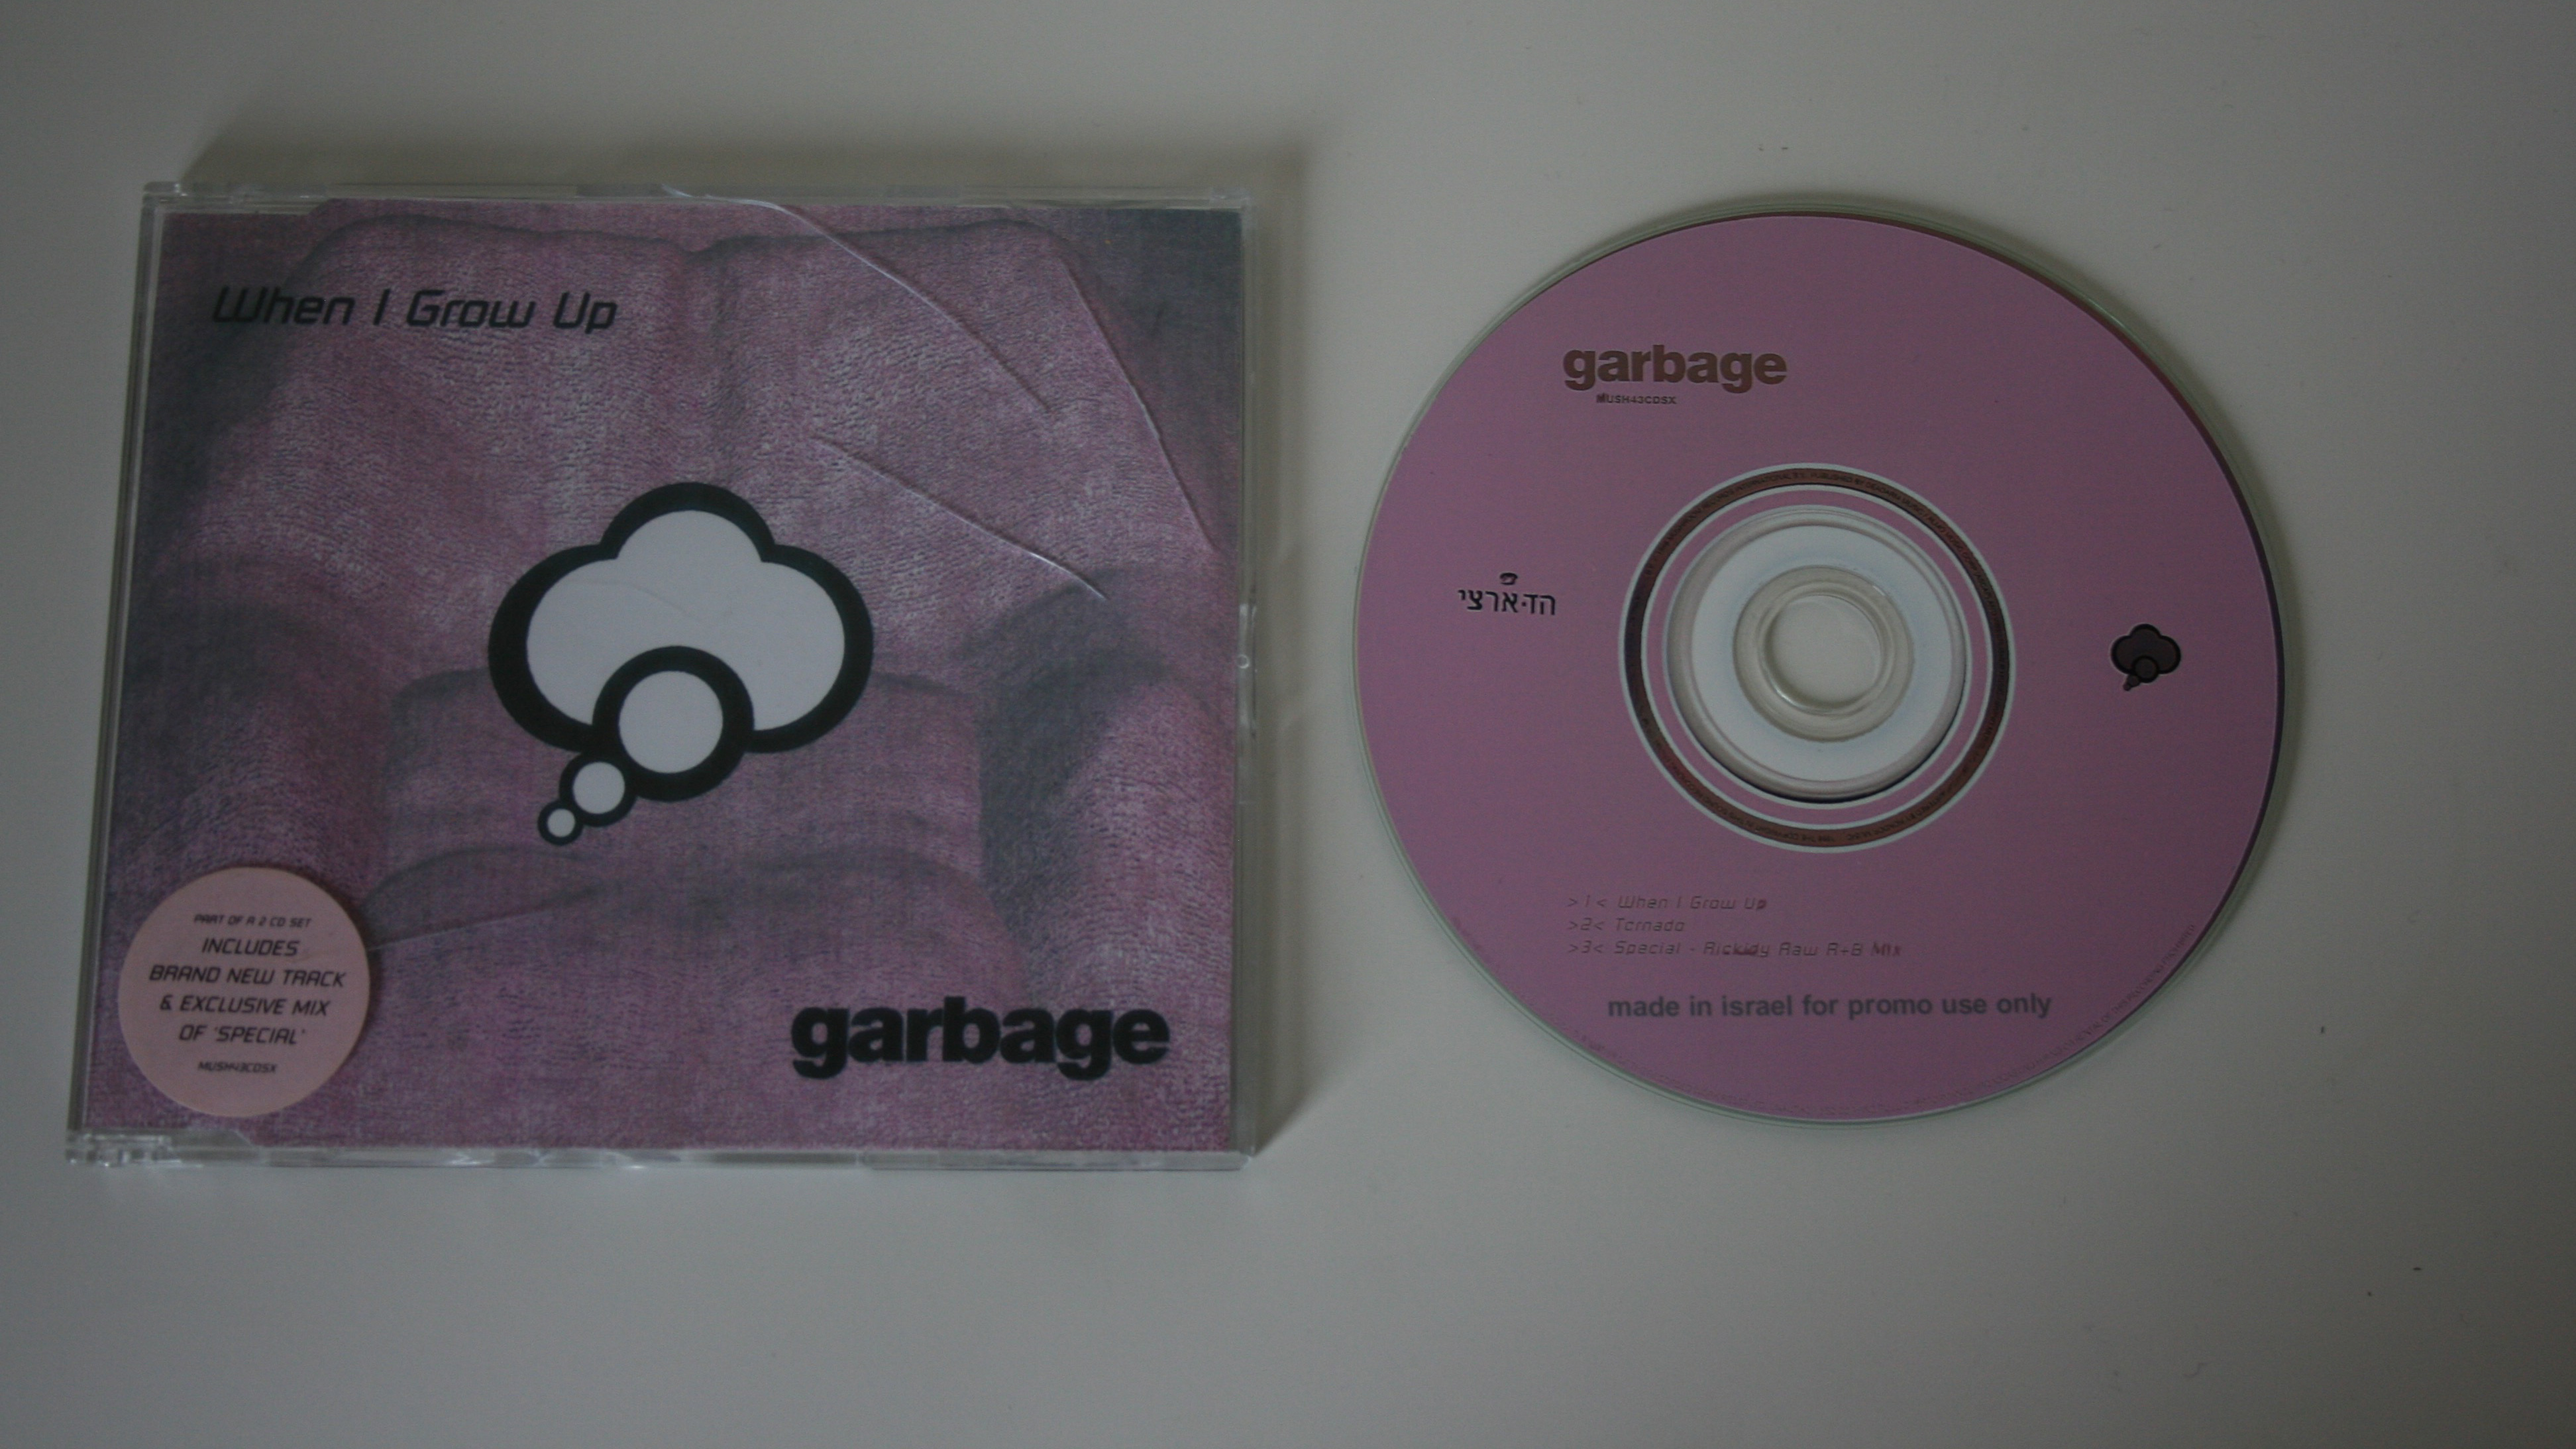 When I Grow Up
PART OF A 2 CD SET
INCLUDES
BRAND NEW TRACK
& EXCLUSIVE MIX
OF 'SPECIAL'
MUSH43CDSX
garbage
garbage
MUSH43CDSX
הד·ארצי
>1< When I Grow Up
>2< Tornado
>3< Special - Rickidy Raw R+B Mix
made in israel for promo use only